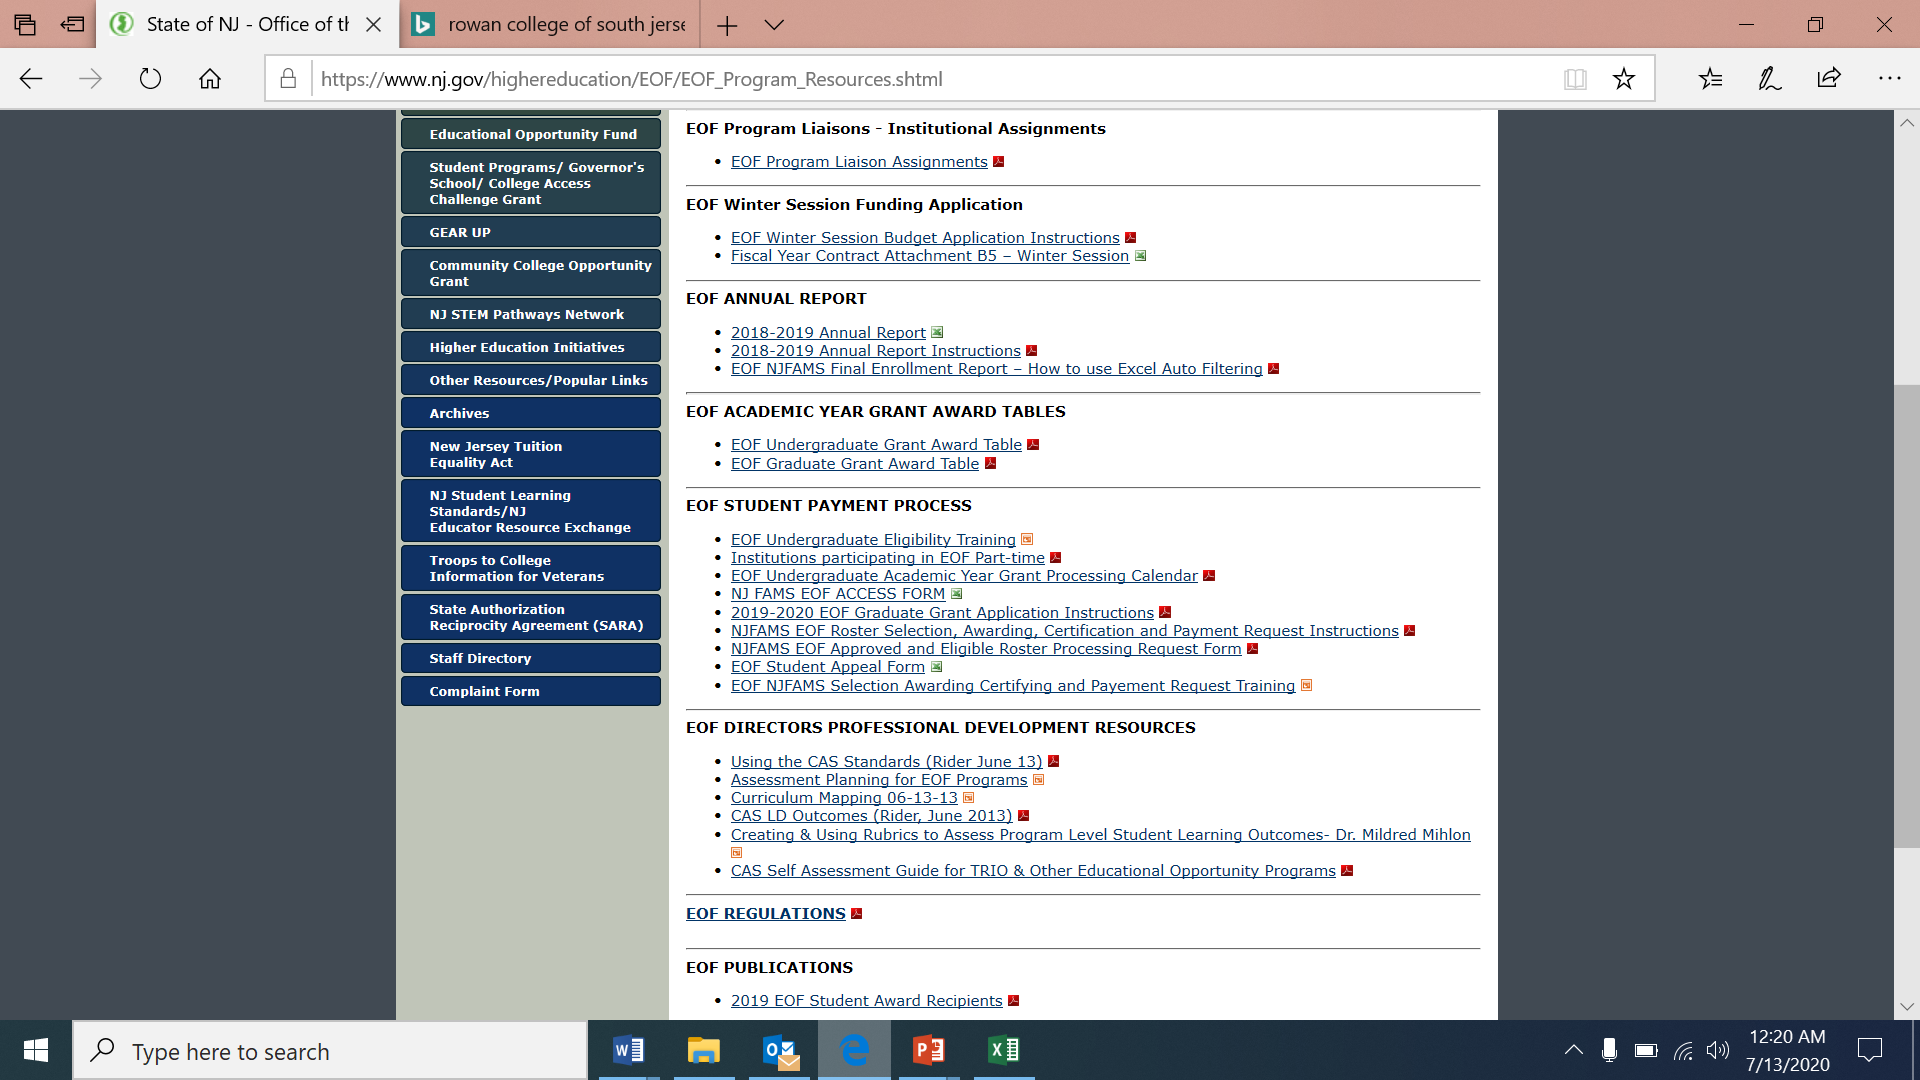 State of NJ - Office of th
rowan college of south jerse
https://www.nj.gov/highereducation/EOF/EOF_Program_Resources.shtml
Educational Opportunity Fund
Student Programs/ Governor's
School/ College Access
Challenge Grant
GEAR UP
Community College Opportunity
Grant
NJ STEM Pathways Network
Higher Education Initiatives
Other Resources/Popular Links
Archives
New Jersey Tuition
Equality Act
NJ Student Learning
Standards/NJ
Educator Resource Exchange
Troops to College
Information for Veterans
State Authorization
Reciprocity Agreement (SARA)
Staff Directory
Complaint Form
EOF Program Liaisons - Institutional Assignments
EOF Program Liaison Assignments
EOF Winter Session Funding Application
EOF Winter Session Budget Application Instructions
Fiscal Year Contract Attachment B5 – Winter Session
EOF ANNUAL REPORT
2018-2019 Annual Report
2018-2019 Annual Report Instructions
EOF NJFAMS Final Enrollment Report – How to use Excel Auto Filtering
EOF ACADEMIC YEAR GRANT AWARD TABLES
EOF Undergraduate Grant Award Table
EOF Graduate Grant Award Table
EOF STUDENT PAYMENT PROCESS
EOF Undergraduate Eligibility Training
Institutions participating in EOF Part-time
EOF Undergraduate Academic Year Grant Processing Calendar
NJ FAMS EOF ACCESS FORM
2019-2020 EOF Graduate Grant Application Instructions
NJFAMS EOF Roster Selection, Awarding, Certification and Payment Request Instructions
NJFAMS EOF Approved and Eligible Roster Processing Request Form
EOF Student Appeal Form
EOF NJFAMS Selection Awarding Certifying and Payement Request Training
EOF DIRECTORS PROFESSIONAL DEVELOPMENT RESOURCES
Using the CAS Standards (Rider June 13)
Assessment Planning for EOF Programs
Curriculum Mapping 06-13-13
CAS LD Outcomes (Rider, June 2013)
Creating & Using Rubrics to Assess Program Level Student Learning Outcomes- Dr. Mildred Mihlon
CAS Self Assessment Guide for TRIO & Other Educational Opportunity Programs
EOF REGULATIONS
EOF PUBLICATIONS
2019 EOF Student Award Recipients
Type here to search
12:20 AM
7/13/2020